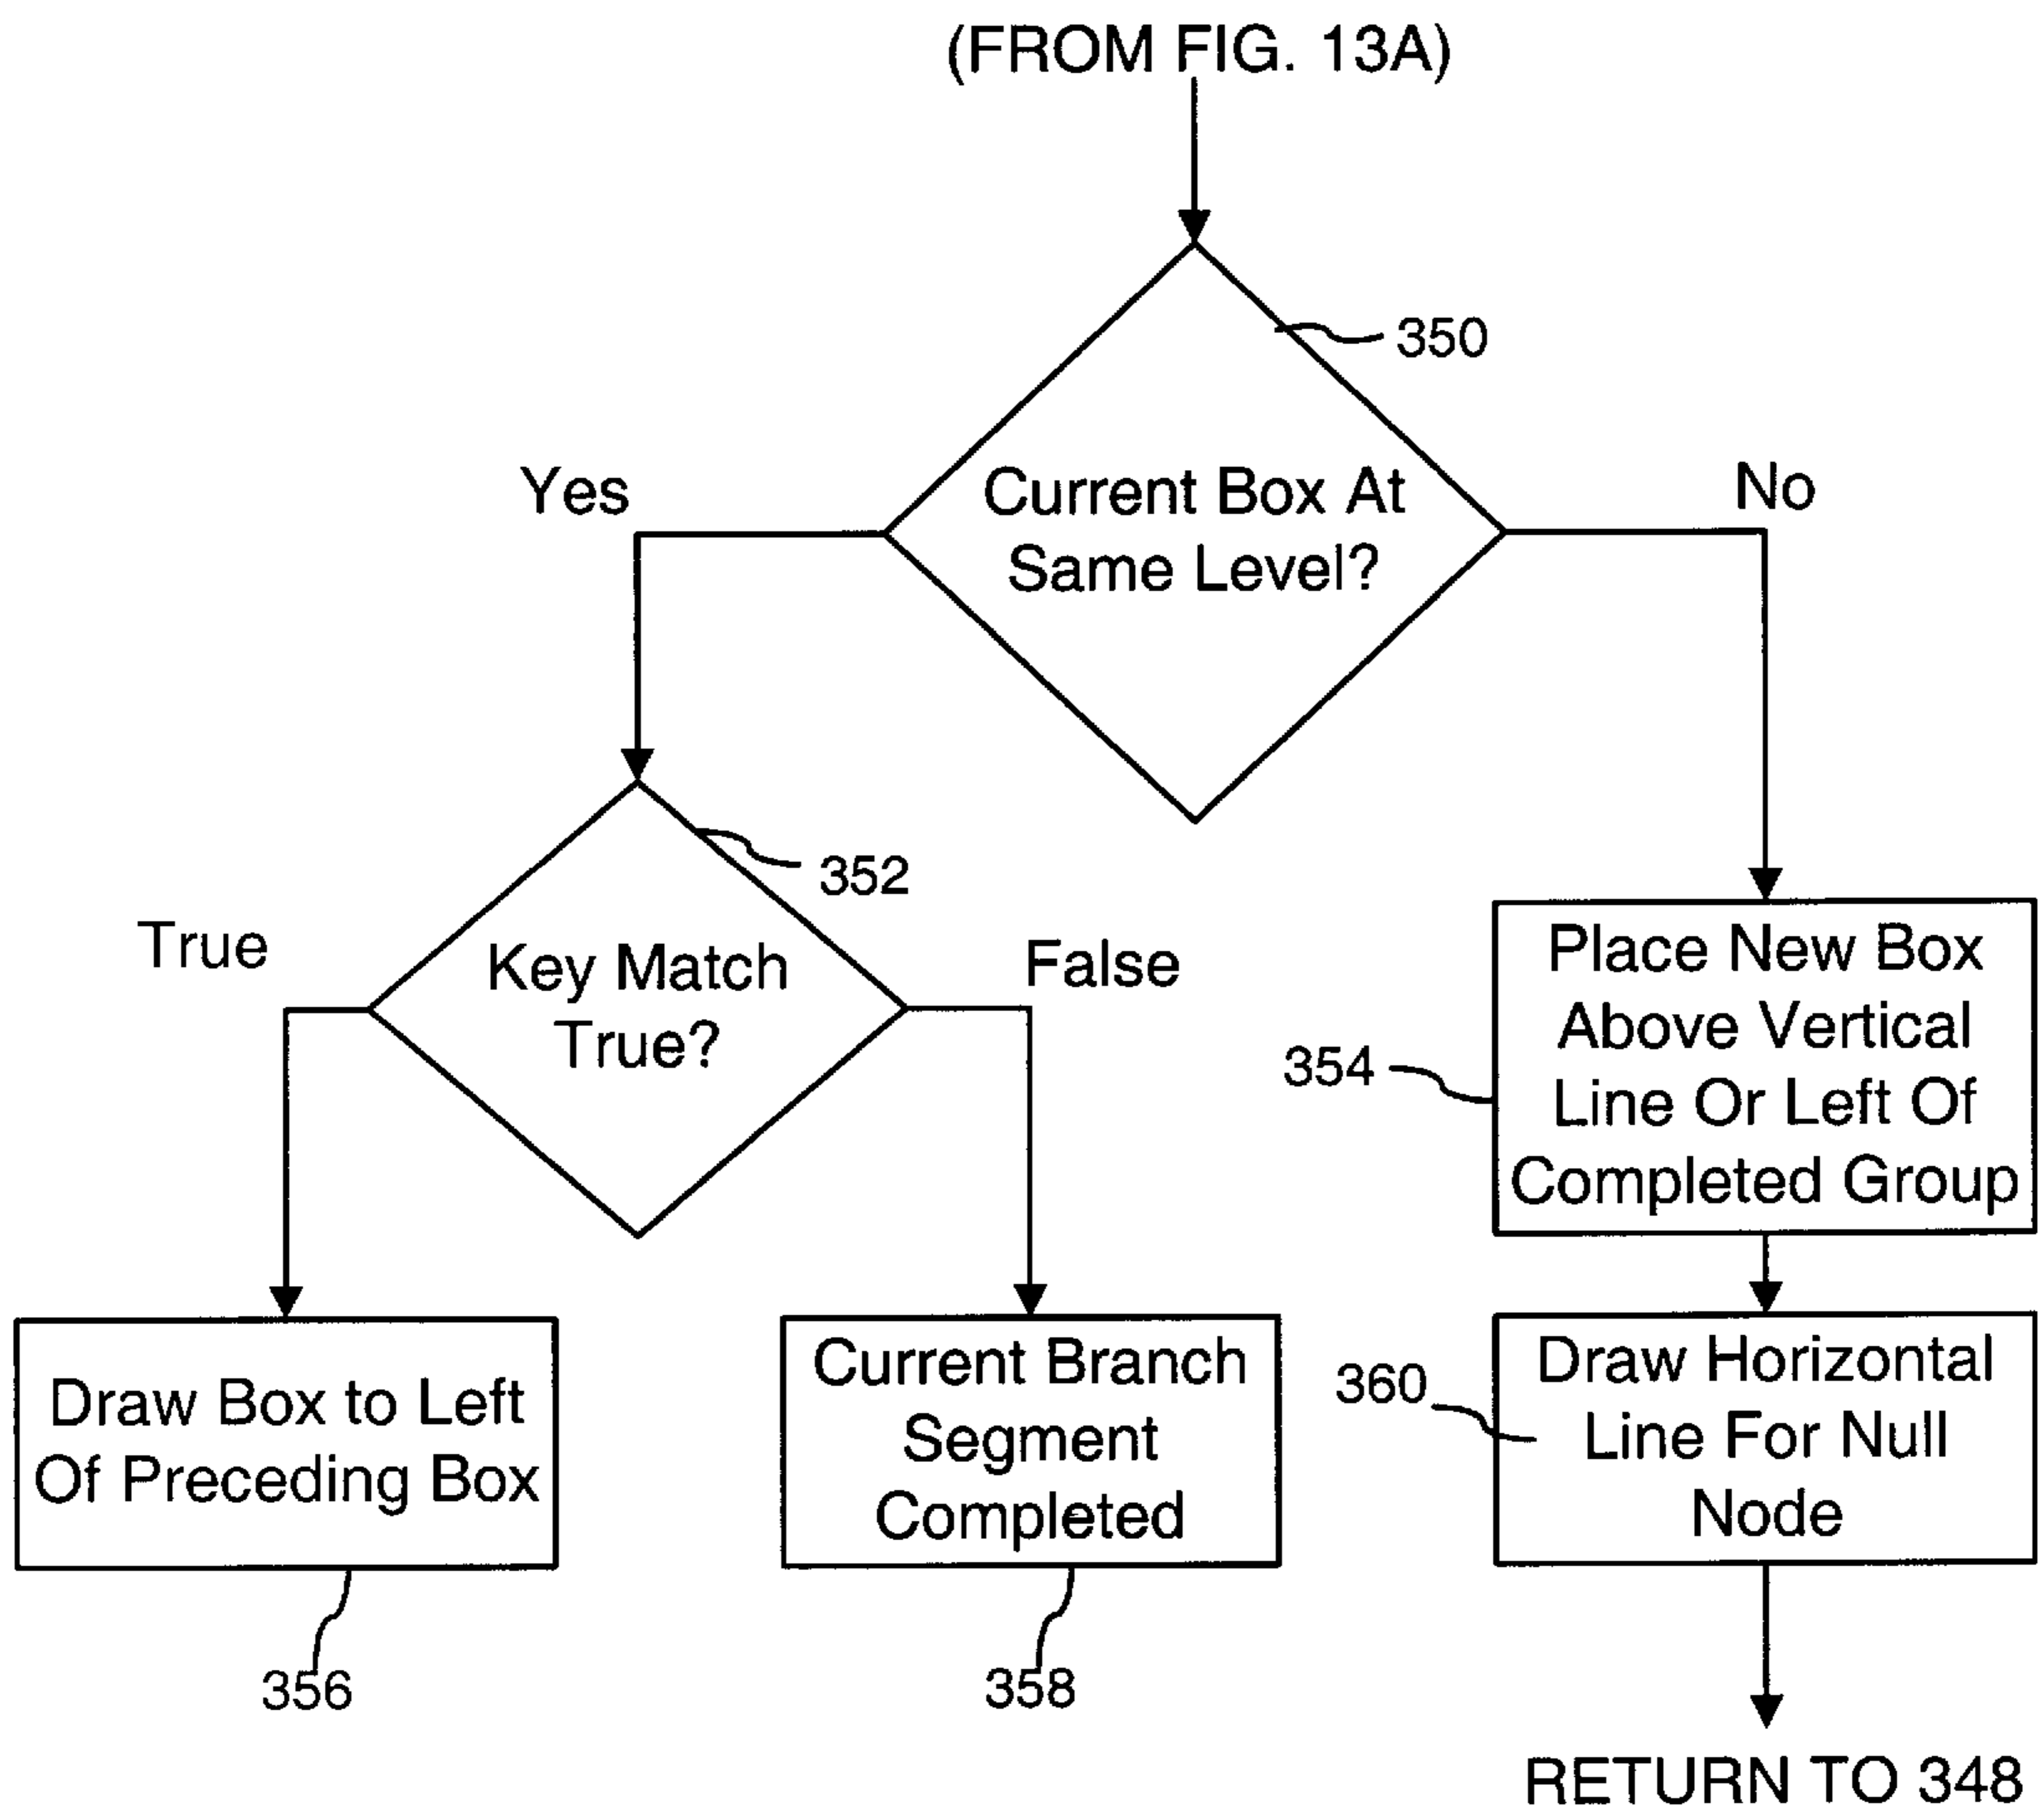 (FROM FIG. 13A)
350
Yes
Current Box At
Same Level?
No
352
True
Key Match
True?
False
354
Place New Box
Above Vertical
Line Or Left Of
Completed Group
Draw Box to Left
Of Preceding Box
Current Branch
Segment
Completed
360
Draw Horizontal
Line For Null
Node
356
358
RETURN TO 348